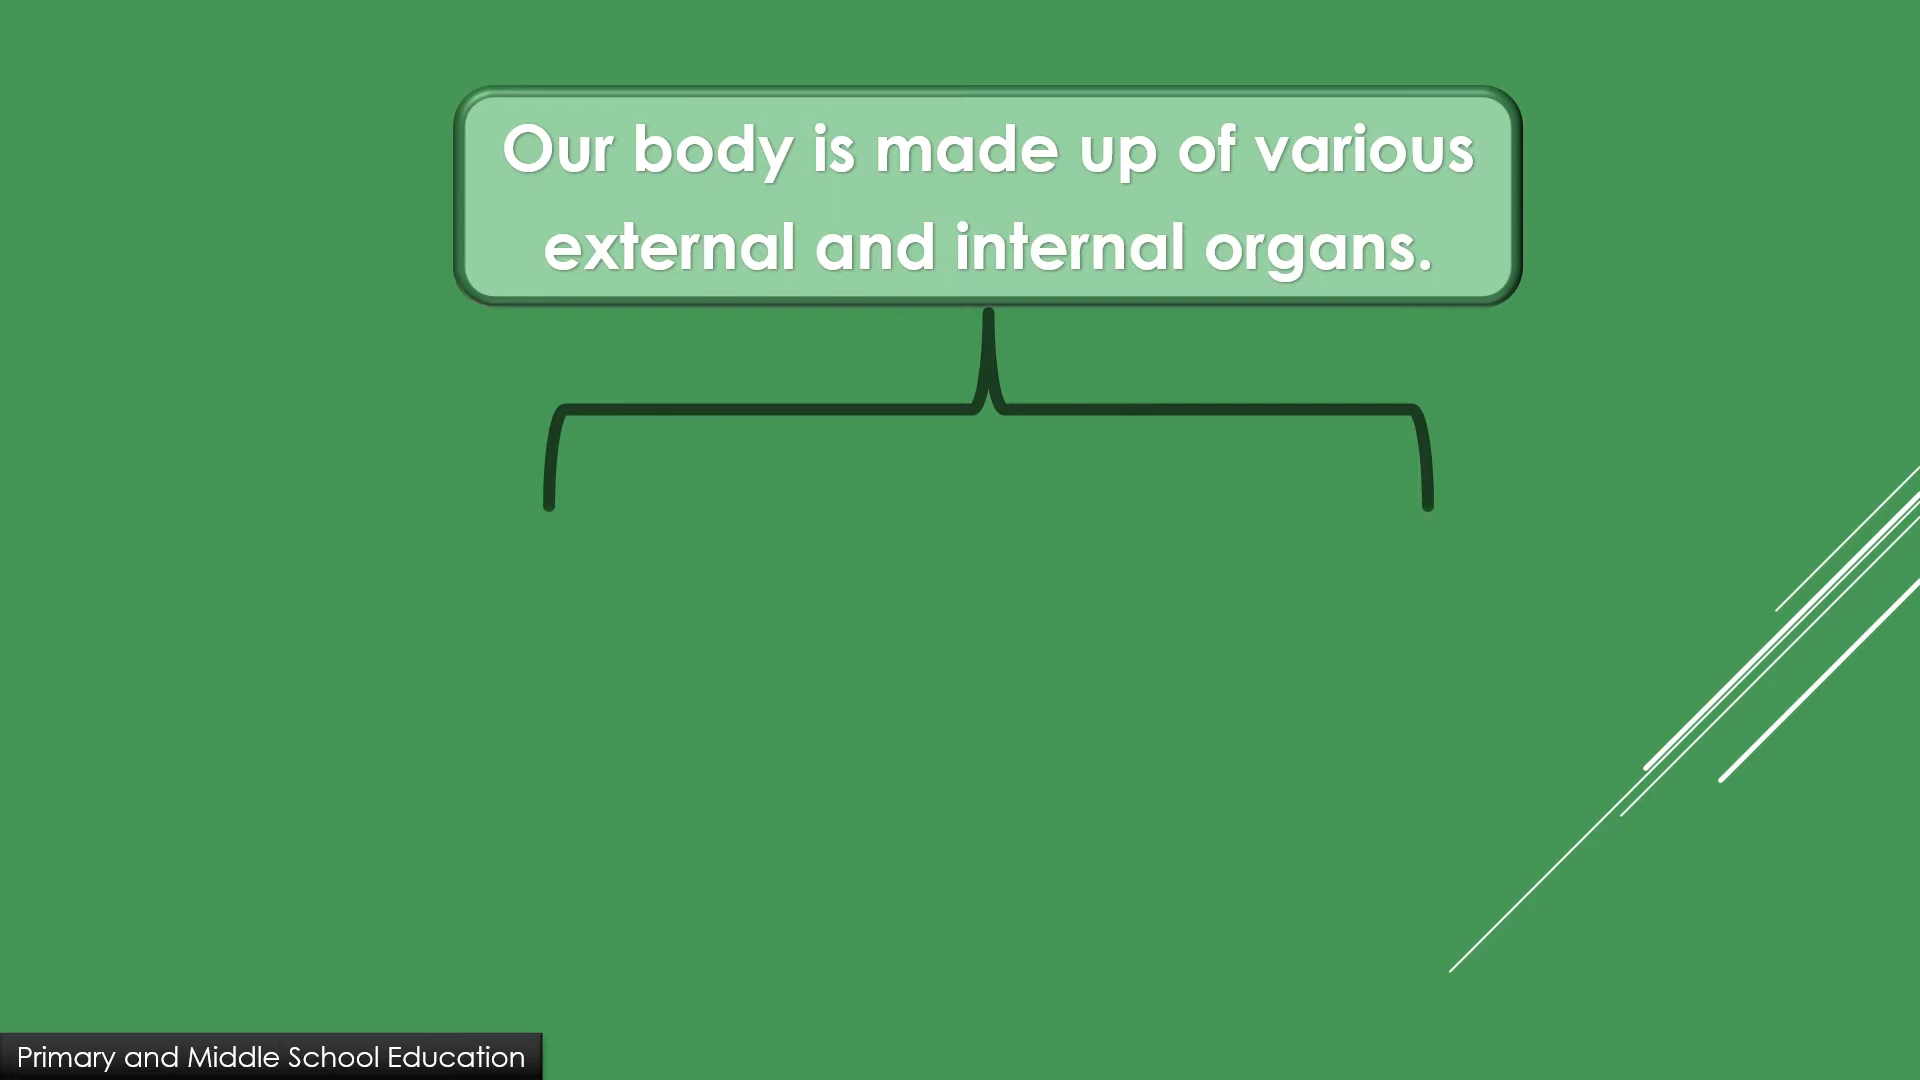 Our body is made up of various
external and internal organs.
Primary and Middle School Education